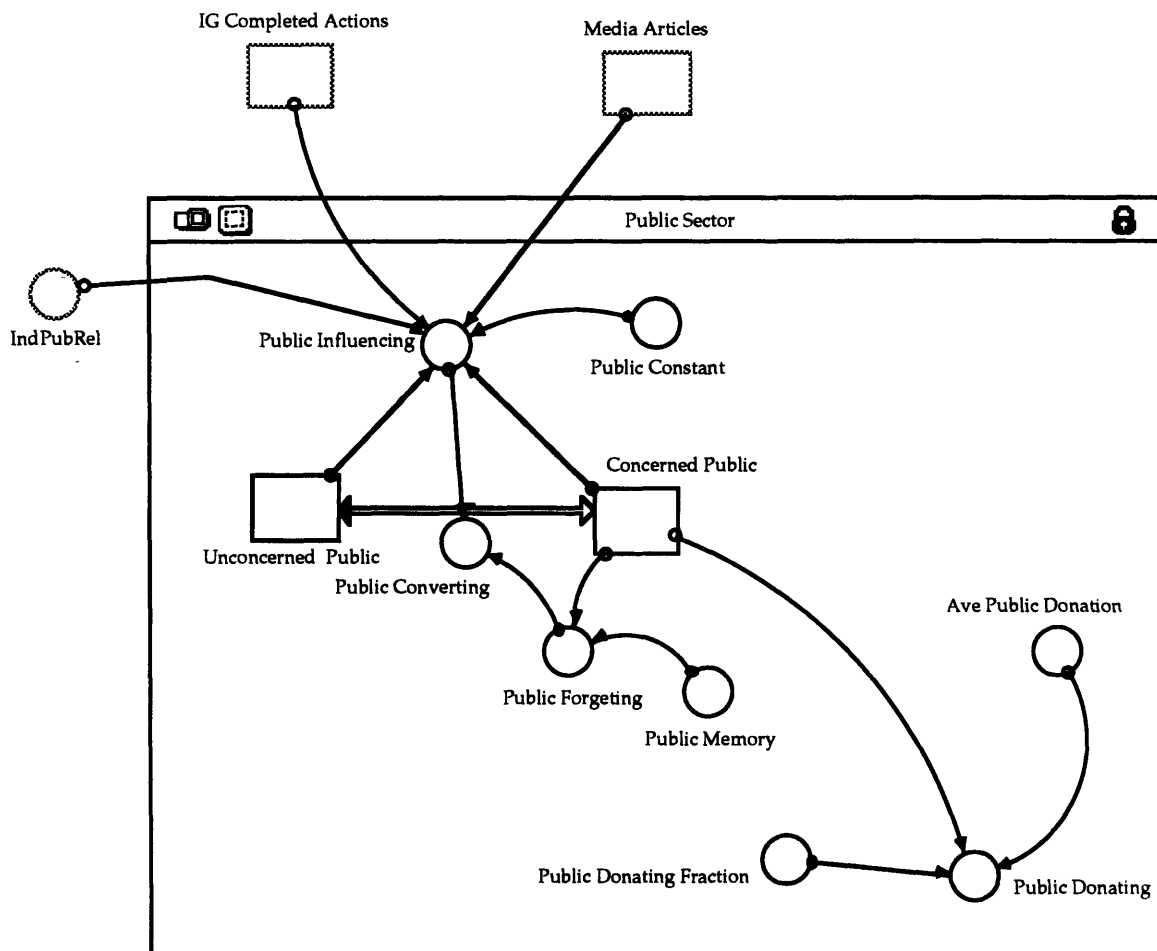 IG Completed Actions
Media Articles
Public Sector
IndPubRel
Public Influencing
Public Constant
Concerned Public
Unconcerned Public
Public Converting
Ave Public Donation
Public Forgeting
Public Memory
Public Donating Fraction
Public Donating